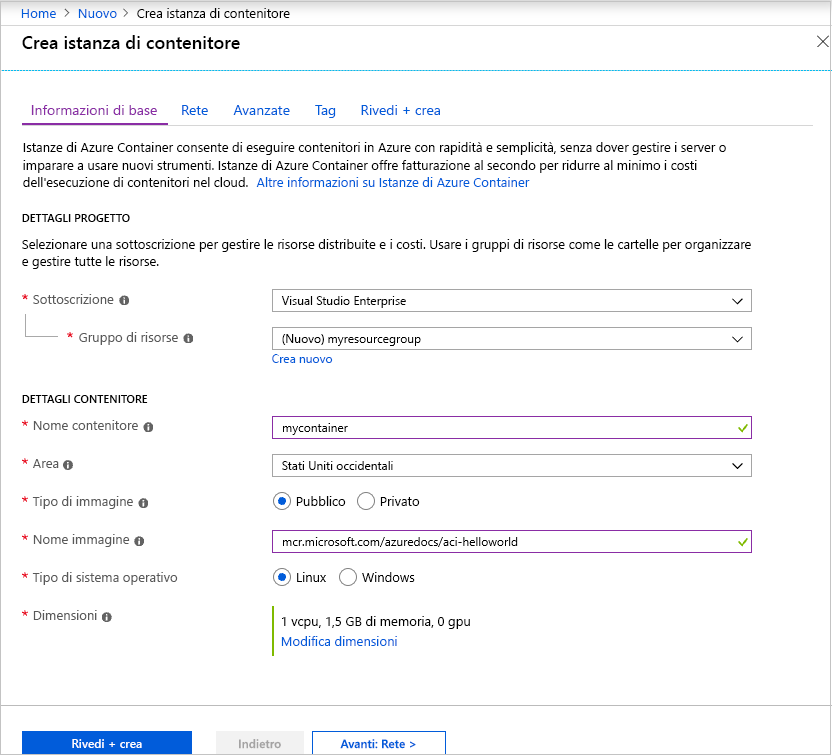 Home > Nuovo > Crea istanza di contenitore
Crea istanza di contenitore
Informazioni di base Rete Avanzate Tag Rivedi + crea
Istanze di Azure Container consente di eseguire contenitori in Azure con rapidità e semplicità, senza dover gestire i server o
imparare a usare nuovi strumenti. Istanze di Azure Container offre fatturazione al secondo per ridurre al minimo i costi
dell'esecuzione di contenitori nel cloud. Altre informazioni su Istanze di Azure Container
DETTAGLI PROGETTO
Selezionare una sottoscrizione per gestire le risorse distribuite e i costi. Usare i gruppi di risorse come le cartelle per organizzare
e gestire tutte le risorse.
* Sottoscrizione Visual Studio Enterprise
* Gruppo di risorse (Nuovo) myresourcegroup
Crea nuovo
DETTAGLI CONTENITORE
* Nome contenitore mycontainer
* Area Stati Uniti occidentali
* Tipo di immagine Pubblico Privato
* Nome immagine mcr.microsoft.com/azuredocs/aci-helloworld
* Tipo di sistema operativo Linux Windows
* Dimensioni 1 vcpu, 1,5 GB di memoria, 0 gpu
Modifica dimensioni
Rivedi + crea Indietro Avanti: Rete >